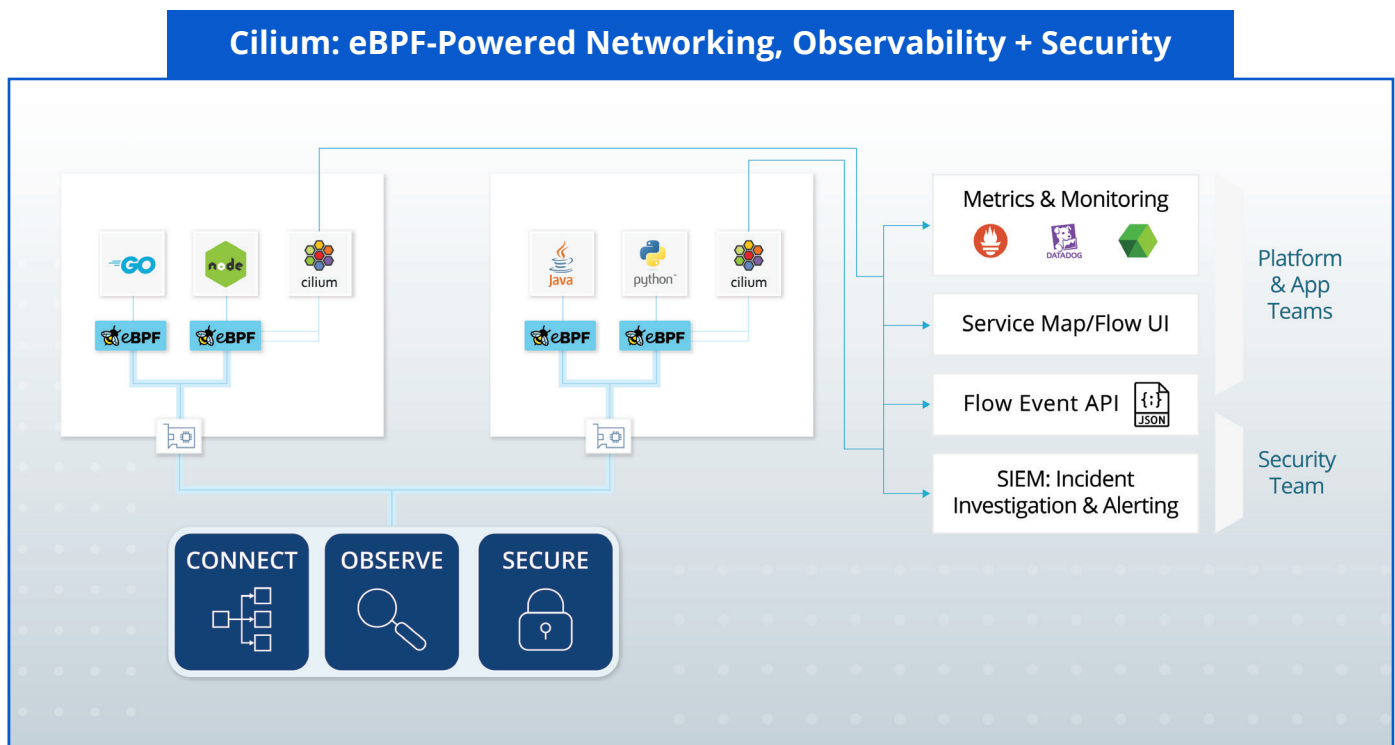 Cilium: eBPF-Powered Networking, Observability + Security
GO
node
cilium
eBPF
eBPF
Java
python
cilium
eBPF
eBPF
Metrics & Monitoring
DATADOG
Service Map/Flow UI
Flow Event API
{;}
JSON
SIEM: Incident
Investigation & Alerting
Platform
& App
Teams
Security
Team
CONNECT
OBSERVE
SECURE